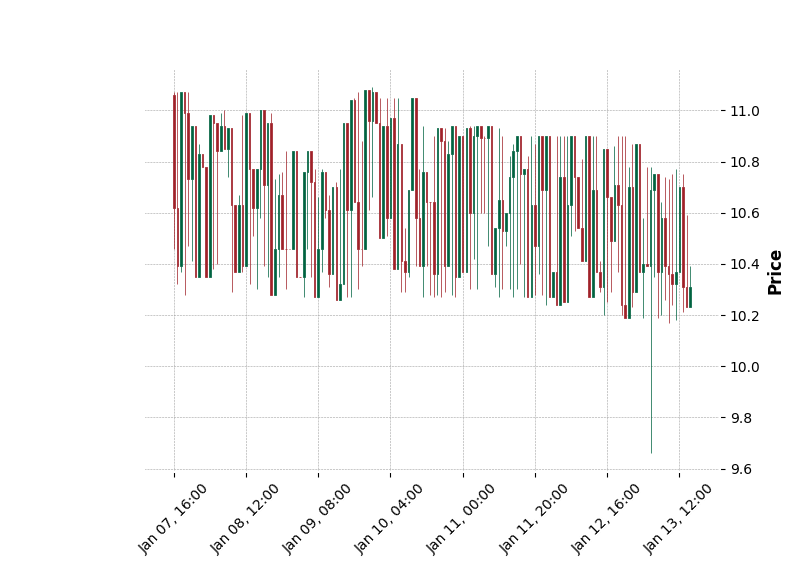 11.0
10.8
10.6
10.4
10.2
10.0
9.8
9.6
Price
Jan 07, 16:00
Jan 08, 12:00
Jan 09, 08:00
Jan 10, 04:00
Jan 11, 00:00
Jan 11, 20:00
Jan 12, 16:00
Jan 13, 12:00